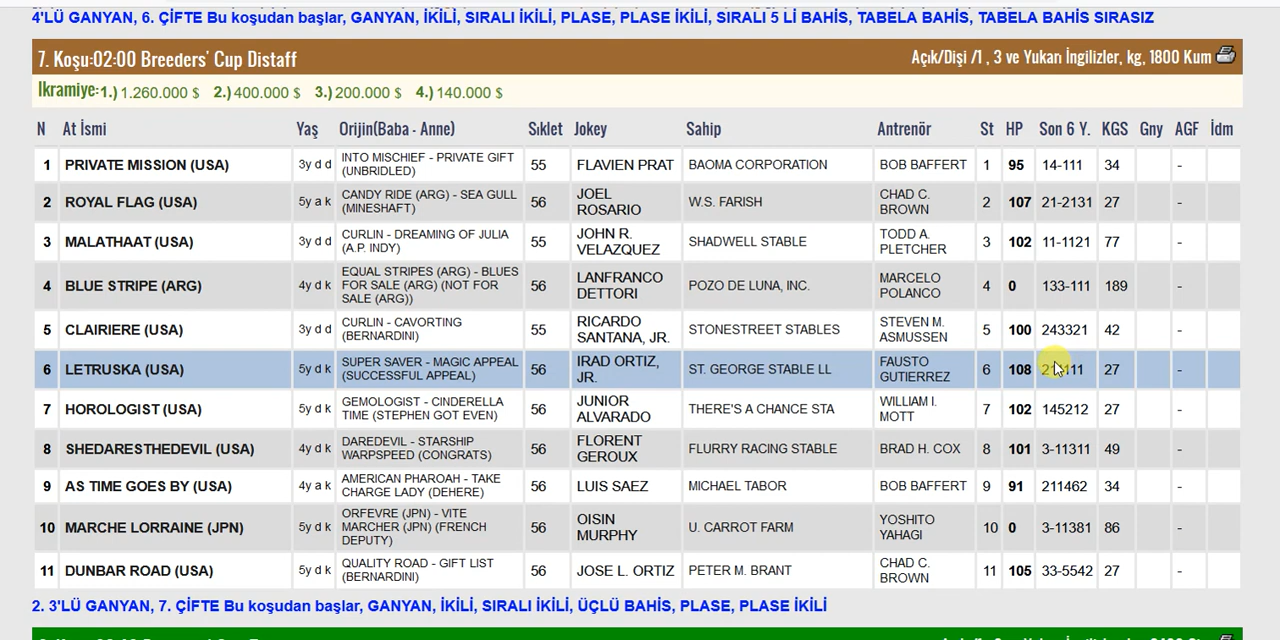 4'LÜ GANYAN, 6. ÇİFTE Bu koşudan başlar, GANYAN, İKİLİ, SIRALI İKİLİ, PLASE, PLASE İKİLİ, SIRALI 5 Lİ BAHİS, TABELA BAHİS, TABELA BAHİS SIRASIZ
7. Koşu:02:00 Breeders' Cup Distaff Açık/Dişi /1 , 3 ve Yukarı İngilizler, kg, 1800 Kum
İkramiye:1.) 1.260.000 $ 2.) 400.000 $ 3.) 200.000 $ 4.) 140.000 $
N At İsmi Yaş Orijin(Baba - Anne) Sıklet Jokey Sahip Antrenör St HP Son 6 Y. KGS Gny AGF İdm
1 PRIVATE MISSION (USA) 3y d d INTO MISCHIEF - PRIVATE GIFT (UNBRIDLED) 55 FLAVIEN PRAT BAOMA CORPORATION BOB BAFFERT 1 95 14-111 34 -
2 ROYAL FLAG (USA) 5y a k CANDY RIDE (ARG) - SEA GULL (MINESHAFT) 56 JOEL ROSARIO W.S. FARISH CHAD C. BROWN 2 107 21-2131 27 -
3 MALATHAAT (USA) 3y d d CURLIN - DREAMING OF JULIA (A.P. INDY) 55 JOHN R. VELAZQUEZ SHADWELL STABLE TODD A. PLETCHER 3 102 11-1121 77 -
4 BLUE STRIPE (ARG) 4y d k EQUAL STRIPES (ARG) - BLUES FOR SALE (ARG) (NOT FOR SALE (ARG)) 56 LANFRANCO DETTORI POZO DE LUNA, INC. MARCELO POLANCO 4 0 133-111 189 -
5 CLAIRIERE (USA) 3y d d CURLIN - CAVORTING (BERNARDINI) 55 RICARDO SANTANA, JR. STONESTREET STABLES STEVEN M. ASMUSSEN 5 100 243321 42 -
6 LETRUSKA (USA) 5y d k SUPER SAVER - MAGIC APPEAL (SUCCESSFUL APPEAL) 56 IRAD ORTIZ, JR. ST. GEORGE STABLE LL FAUSTO GUTIERREZ 6 108 27 -
7 HOROLOGIST (USA) 5y d k GEMOLOGIST - CINDERELLA TIME (STEPHEN GOT EVEN) 56 JUNIOR ALVARADO THERE'S A CHANCE STA WILLIAM I. MOTT 7 102 145212 27 -
8 SHEDARESTHEDEVIL (USA) 4y d k DAREDEVIL - STARSHIP WARPSPEED (CONGRATS) 56 FLORENT GEROUX FLURRY RACING STABLE BRAD H. COX 8 101 3-11311 49 -
9 AS TIME GOES BY (USA) 4y a k AMERICAN PHAROAH - TAKE CHARGE LADY (DEHERE) 56 LUIS SAEZ MICHAEL TABOR BOB BAFFERT 9 91 211462 34 -
10 MARCHE LORRAINE (JPN) 5y d k ORFEVRE (JPN) - VITE MARCHER (JPN) (FRENCH DEPUTY) 56 OISIN MURPHY U. CARROT FARM YOSHITO YAHAGI 10 0 3-11381 86 -
11 DUNBAR ROAD (USA) 5y d k QUALITY ROAD - GIFT LIST (BERNARDINI) 56 JOSE L. ORTIZ PETER M. BRANT CHAD C. BROWN 11 105 33-5542 27 -
2. 3'LÜ GANYAN, 7. ÇİFTE Bu koşudan başlar, GANYAN, İKİLİ, SIRALI İKİLİ, ÜÇLÜ BAHİS, PLASE, PLASE İKİLİ